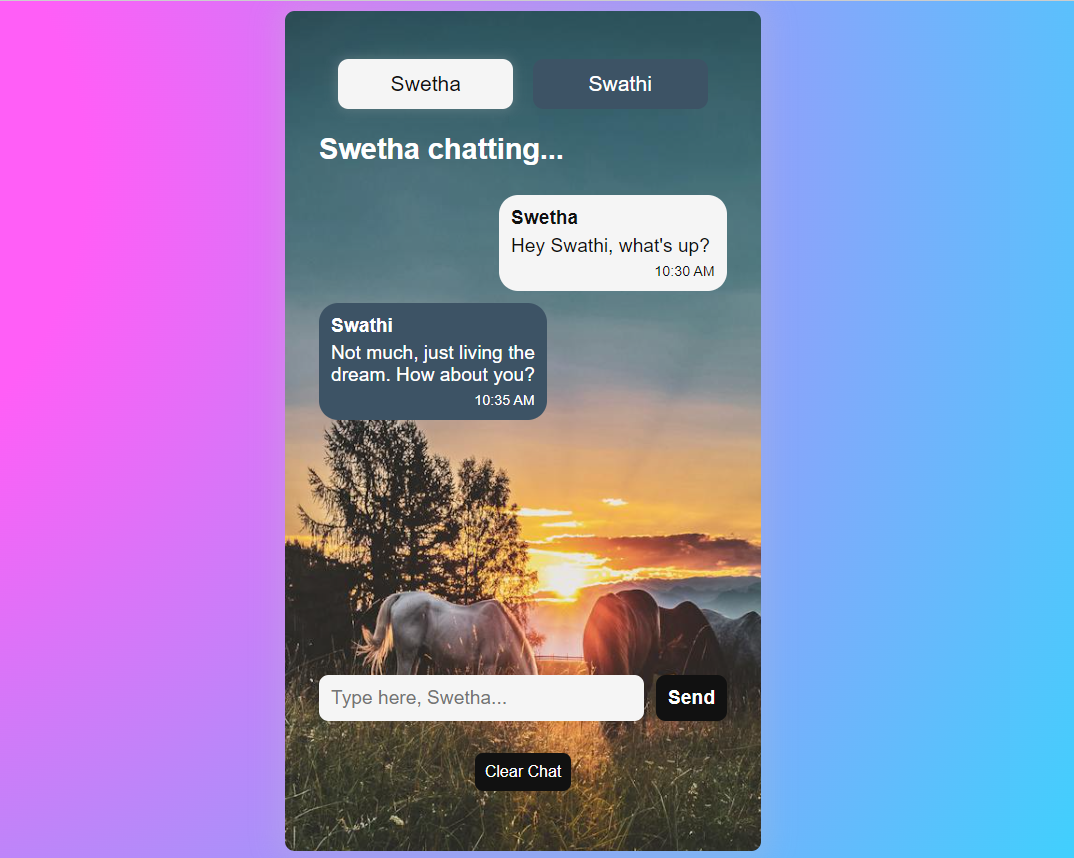 Swetha
Swathi
Swetha chatting...
Swetha
Hey Swathi, what's up?
10:30 AM
Swathi
Not much, just living the
dream. How about you?
10:35 AM
Type here, Swetha...
Send
Clear Chat